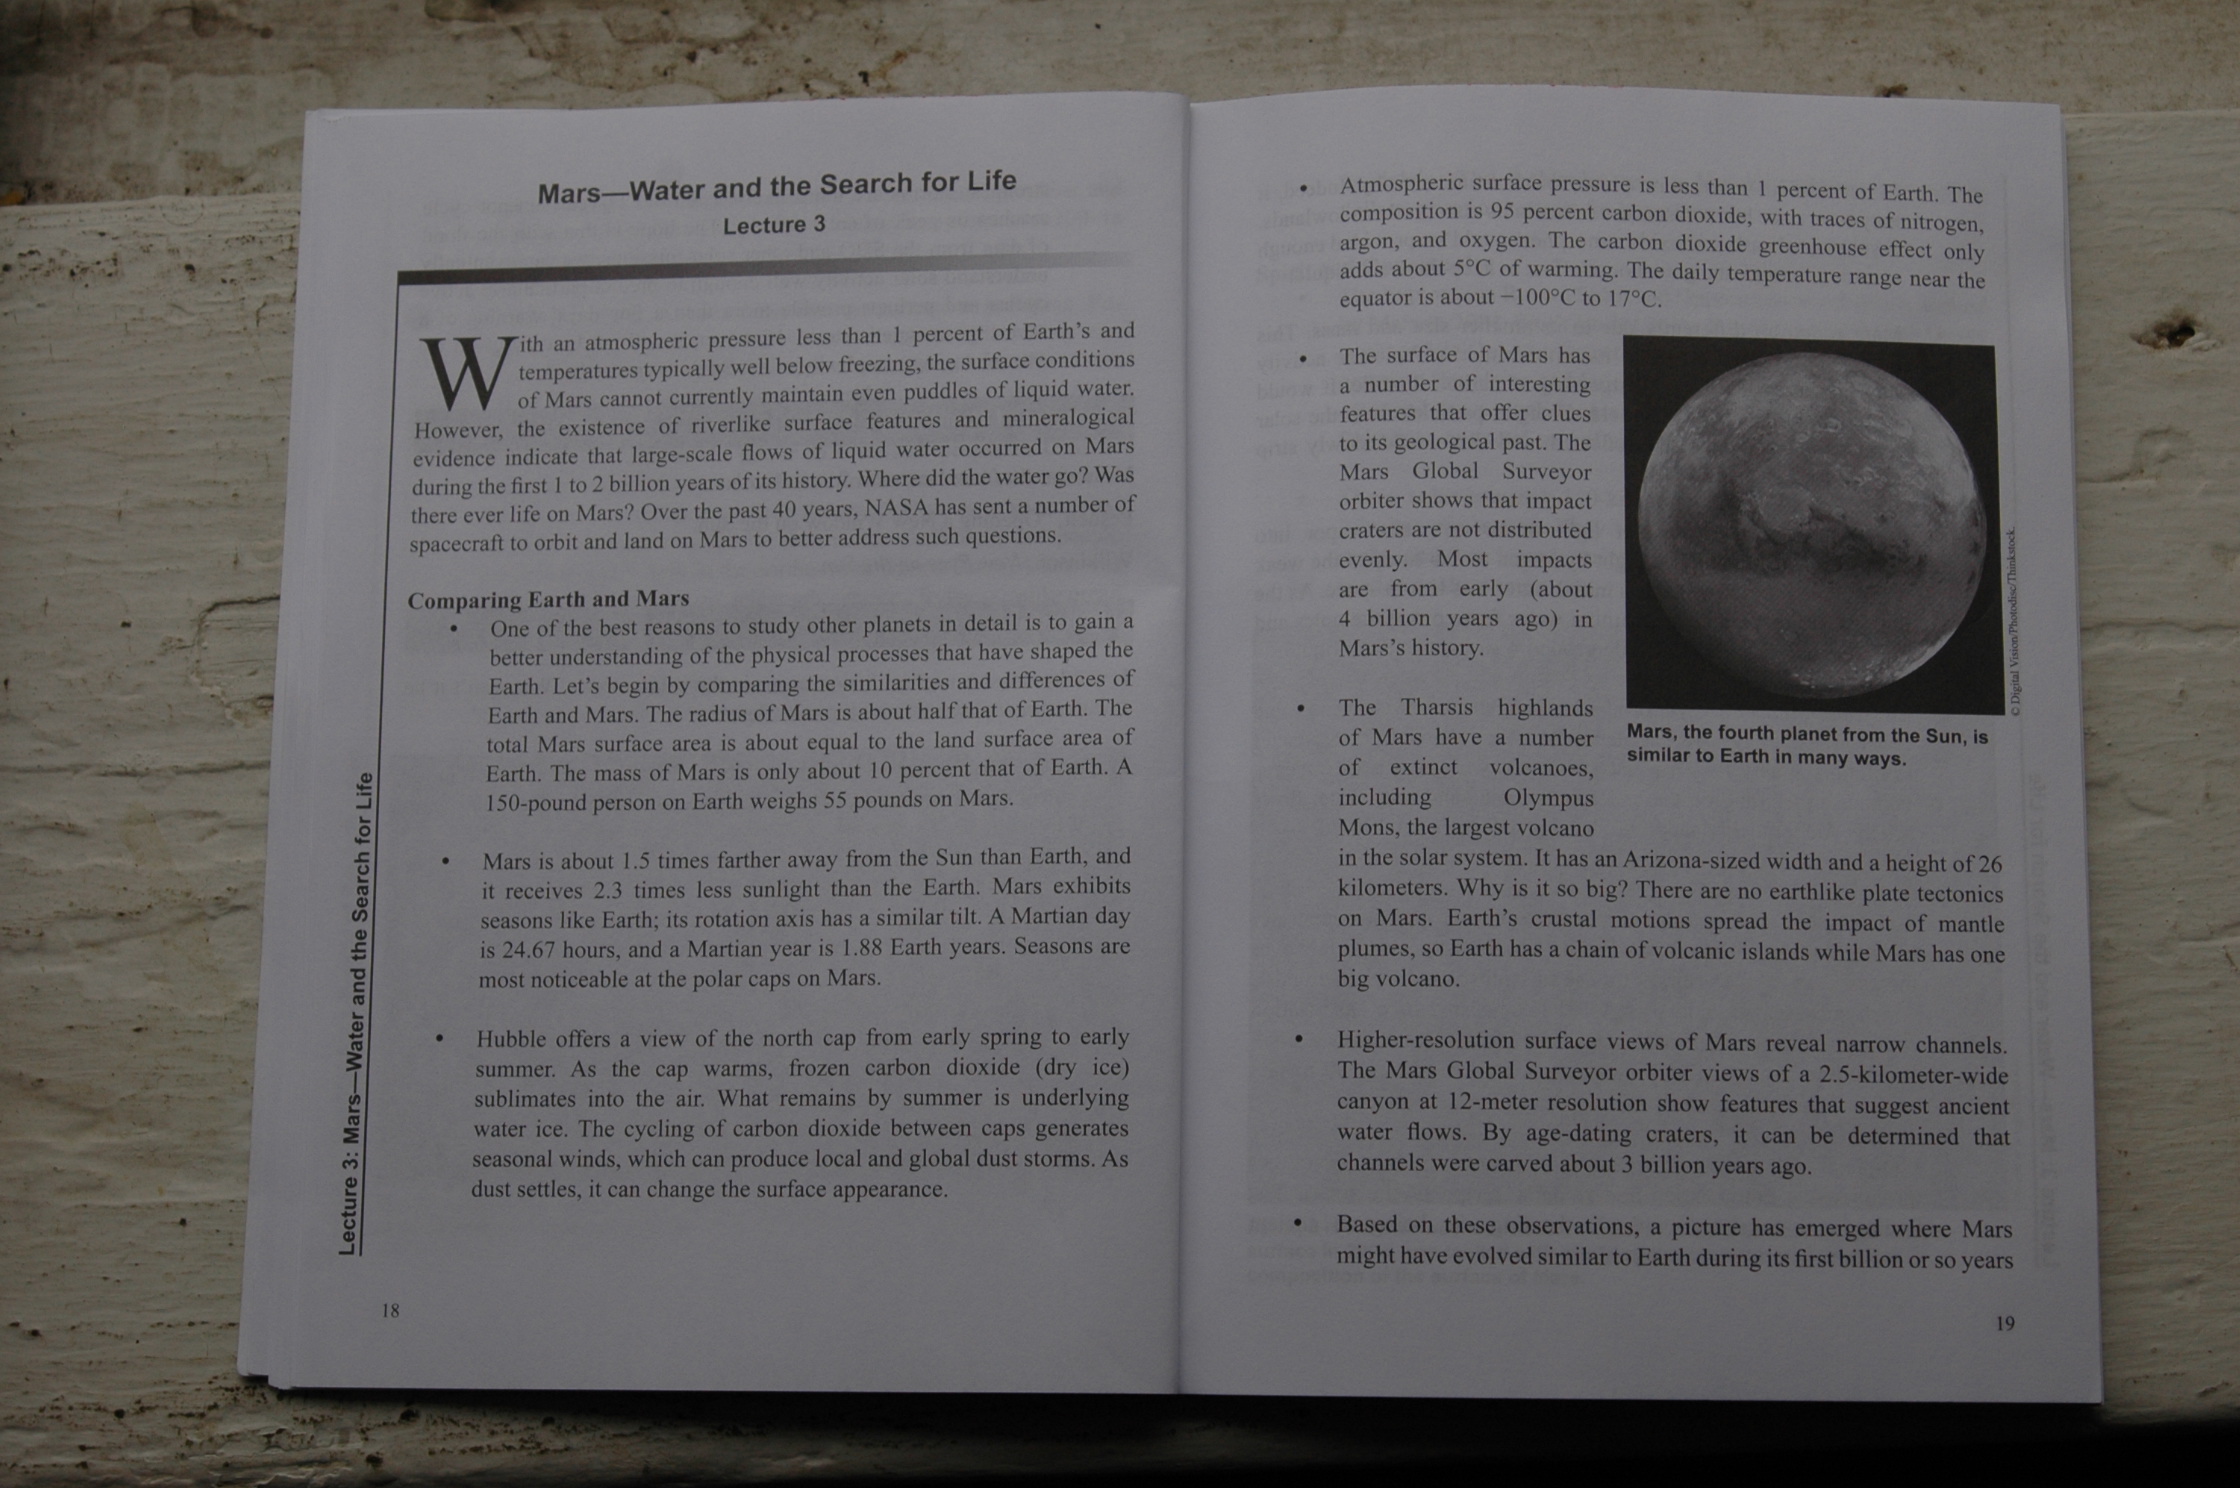 Mars—Water and the Search for Life
Lecture 3
With an atmospheric pressure less than 1 percent of Earth's and
temperatures typically well below freezing, the surface conditions
of Mars cannot currently maintain even puddles of liquid water.
However, the existence of riverlike surface features and mineralogical
evidence indicate that large-scale flows of liquid water occurred on Mars
during the first 1 to 2 billion years of its history. Where did the water go? Was
there ever life on Mars? Over the past 40 years, NASA has sent a number of
spacecraft to orbit and land on Mars to better address such questions.
Comparing Earth and Mars
• One of the best reasons to study other planets in detail is to gain a
better understanding of the physical processes that have shaped the
Earth. Let's begin by comparing the similarities and differences of
Earth and Mars. The radius of Mars is about half that of Earth. The
total Mars surface area is about equal to the land surface area of
Earth. The mass of Mars is only about 10 percent that of Earth. A
150-pound person on Earth weighs 55 pounds on Mars.
• Mars is about 1.5 times farther away from the Sun than Earth, and
it receives 2.3 times less sunlight than the Earth. Mars exhibits
seasons like Earth; its rotation axis has a similar tilt. A Martian day
is 24.67 hours, and a Martian year is 1.88 Earth years. Seasons are
most noticeable at the polar caps on Mars.
• Hubble offers a view of the north cap from early spring to early
summer. As the cap warms, frozen carbon dioxide (dry ice)
sublimates into the air. What remains by summer is underlying
water ice. The cycling of carbon dioxide between caps generates
seasonal winds, which can produce local and global dust storms. As
dust settles, it can change the surface appearance.
Lecture 3: Mars—Water and the Search for Life
18
• Atmospheric surface pressure is less than 1 percent of Earth. The
composition is 95 percent carbon dioxide, with traces of nitrogen,
argon, and oxygen. The carbon dioxide greenhouse effect only
adds about 5°C of warming. The daily temperature range near the
equator is about −100°C to 17°C.
• The surface of Mars has
a number of interesting
features that offer clues
to its geological past. The
Mars Global Surveyor
orbiter shows that impact
craters are not distributed
evenly. Most impacts
are from early (about
4 billion years ago) in
Mars's history.
© Digital Vision/Photodisc/Thinkstock.
Mars, the fourth planet from the Sun, is
similar to Earth in many ways.
• The Tharsis highlands
of Mars have a number
of extinct volcanoes,
including Olympus
Mons, the largest volcano
in the solar system. It has an Arizona-sized width and a height of 26
kilometers. Why is it so big? There are no earthlike plate tectonics
on Mars. Earth's crustal motions spread the impact of mantle
plumes, so Earth has a chain of volcanic islands while Mars has one
big volcano.
• Higher-resolution surface views of Mars reveal narrow channels.
The Mars Global Surveyor orbiter views of a 2.5-kilometer-wide
canyon at 12-meter resolution show features that suggest ancient
water flows. By age-dating craters, it can be determined that
channels were carved about 3 billion years ago.
• Based on these observations, a picture has emerged where Mars
might have evolved similar to Earth during its first billion or so years
19